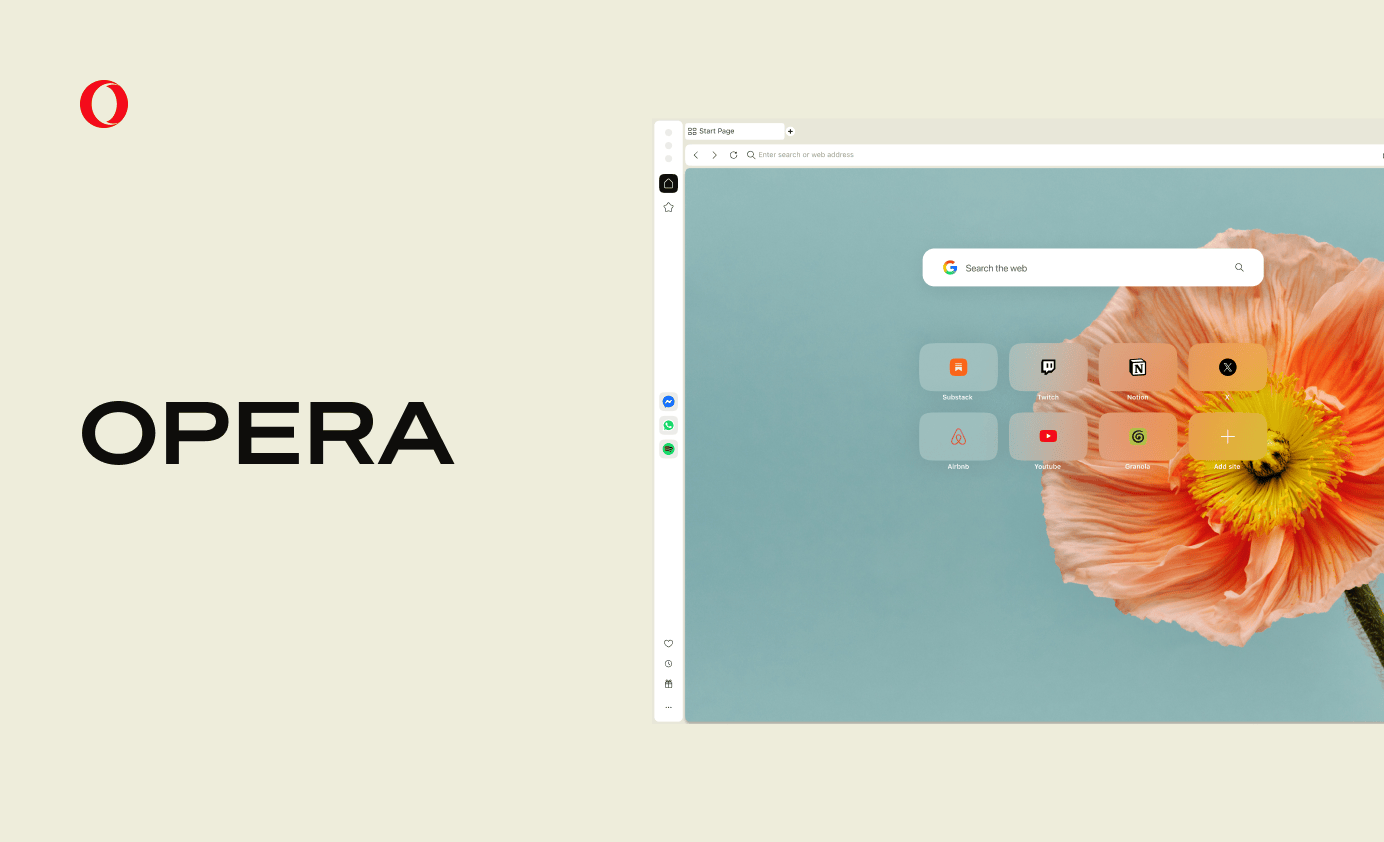 OPERA
Start Page
Enter search or web address
Search the web
Substack
Twitch
Notion
X
Airbnb
Youtube
Granola
Add site